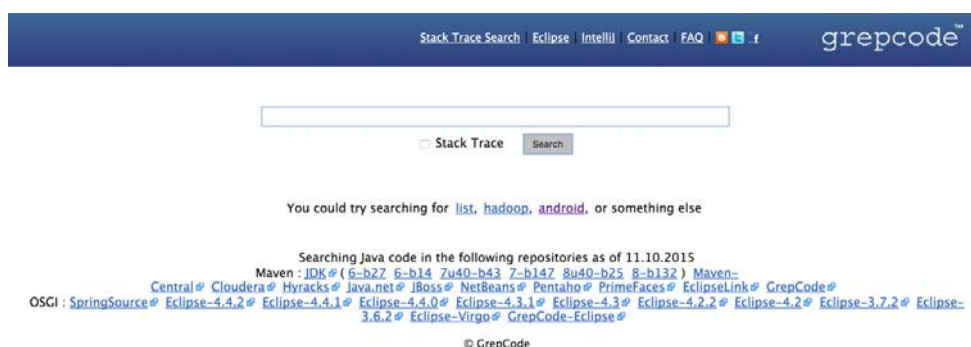 Stack Trace Search | Eclipse | IntelliJ | Contact | FAQ
grepcode™
Stack Trace
Search
You could try searching for list, hadoop, android, or something else
Searching Java code in the following repositories as of 11.10.2015
Maven : JDK ( 6-b27 6-b14 7u40-b43 7-b147 8u40-b25 8-b132 ) Maven-
Central Cloudera Hyracks Java.net JBoss NetBeans Pentaho PrimeFaces EclipseLink GrepCode
OSGI : SpringSource Eclipse-4.4.2 Eclipse-4.4.1 Eclipse-4.4.0 Eclipse-4.3.1 Eclipse-4.3 Eclipse-4.2.2 Eclipse-4.2 Eclipse-3.7.2 Eclipse-
3.6.2 Eclipse-Virgo GrepCode-Eclipse
© GrepCode